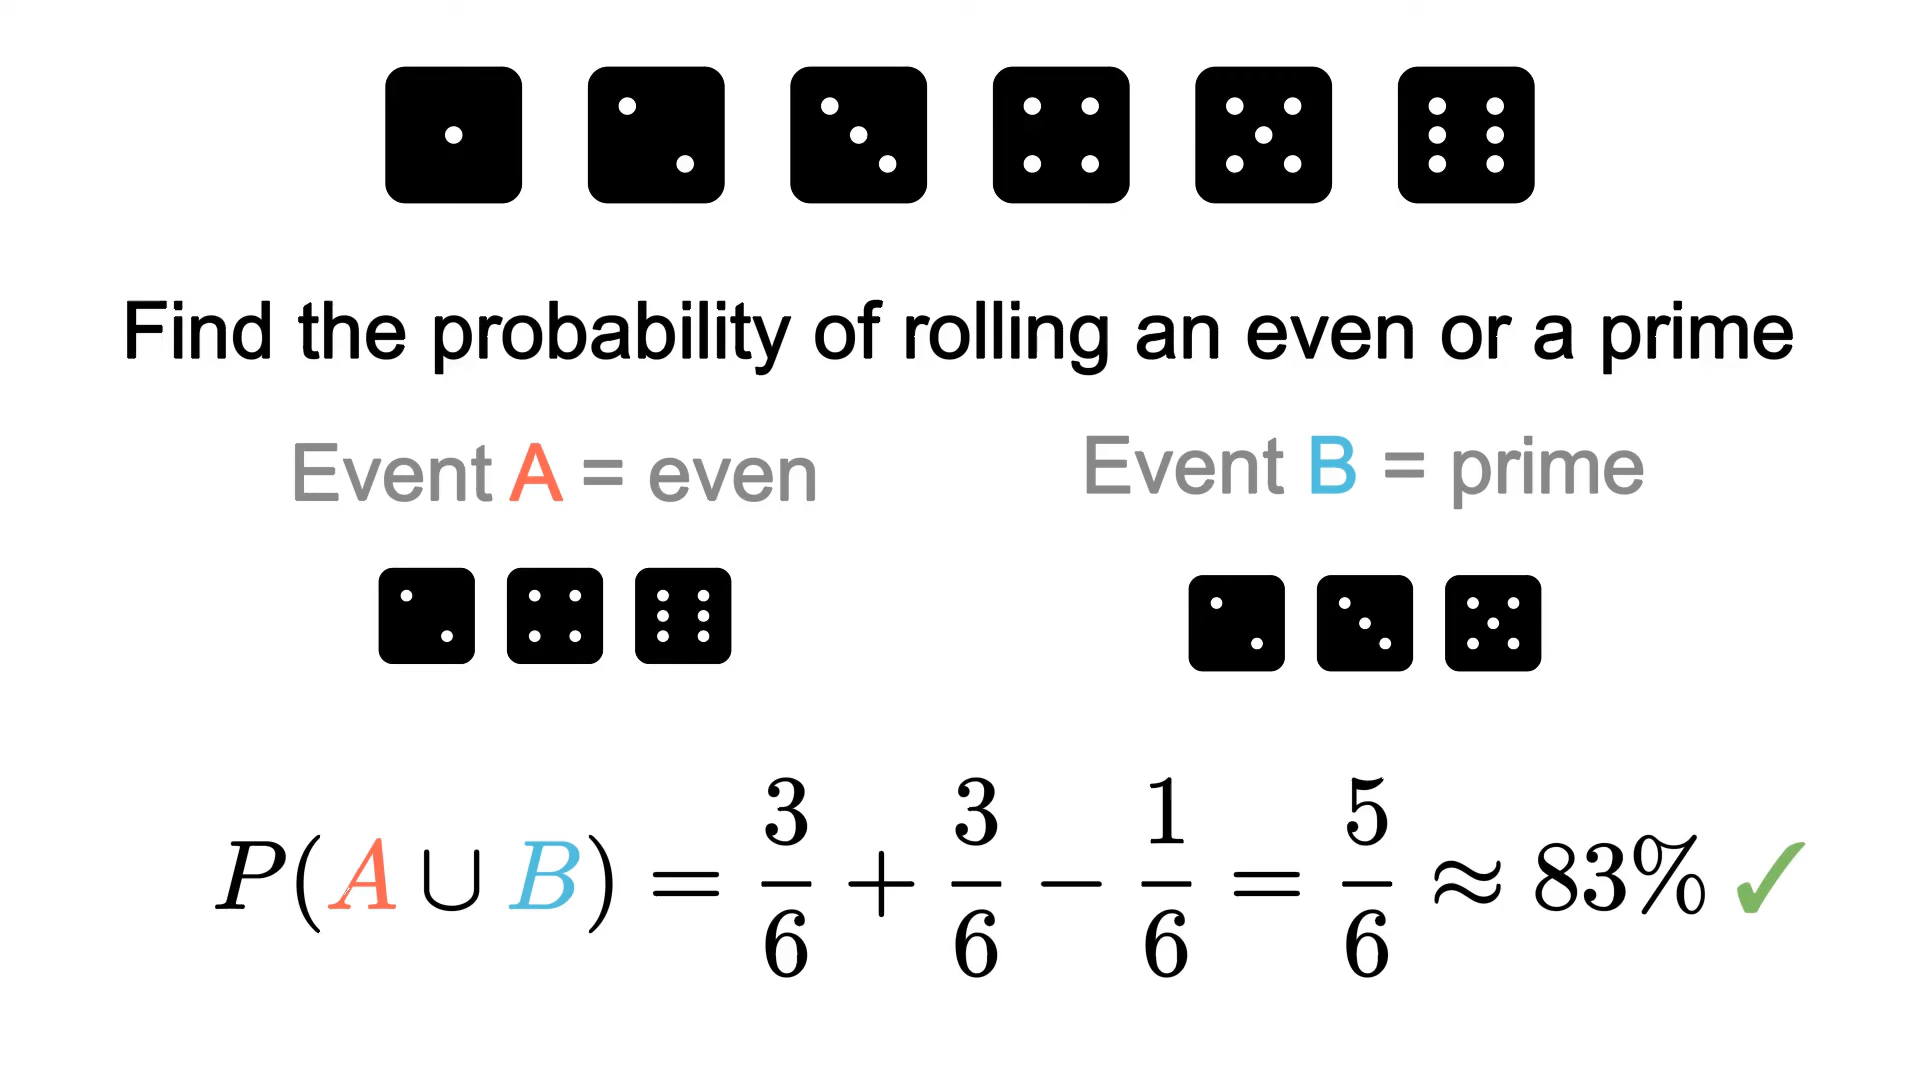 Find the probability of rolling an even or a prime
Event A = even
Event B = prime
P(A ∪ B) = 3/6 + 3/6 − 1/6 = 5/6 ≈ 83% ✓